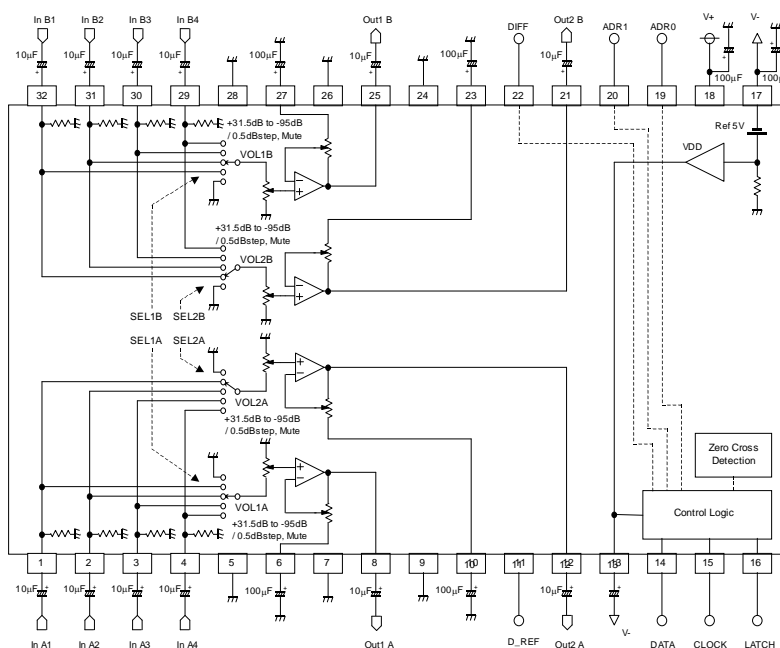 In B1 In B2 In B3 In B4 Out1 B DIFF Out2 B ADR1 ADR0 V+ V-
10µF 10µF 10µF 10µF 100µF 10µF 100µF 10µF 100µF 100µF
32 31 30 29 28 27 26 25 24 23 22 21 20 19 18 17
+31.5dB to -95dB
/ 0.5dBstep, Mute
VOL1B
Ref 5V
VDD
+31.5dB to -95dB
/ 0.5dBstep, Mute
VOL2B
SEL1B SEL2B
SEL1A SEL2A
VOL2A
+31.5dB to -95dB
/ 0.5dBstep, Mute
Zero Cross
Detection
VOL1A
+31.5dB to -95dB
/ 0.5dBstep, Mute
Control Logic
1 2 3 4 5 6 7 8 9 10 11 12 13 14 15 16
10µF 10µF 10µF 10µF 100µF 10µF 100µF 10µF
In A1 In A2 In A3 In A4 Out1 A D_REF Out2 A V- DATA CLOCK LATCH